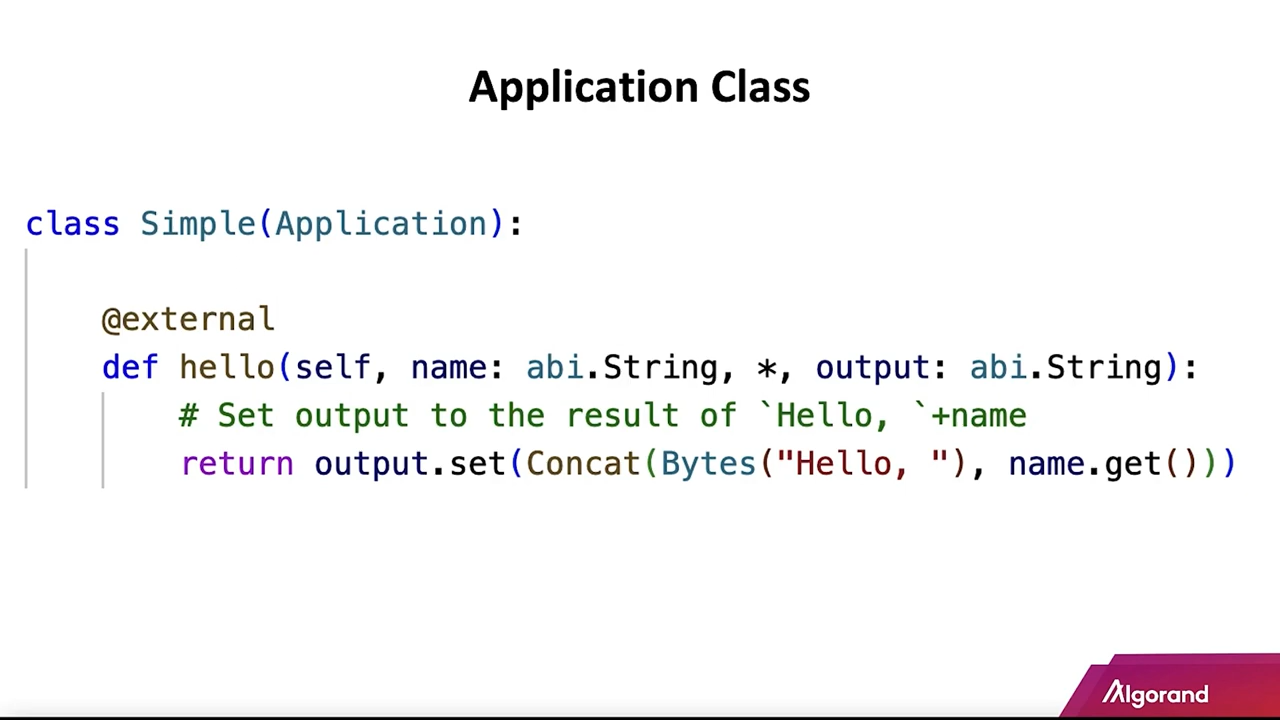 Application Class
class Simple(Application):
@external
def hello(self, name: abi.String, *, output: abi.String):
# Set output to the result of `Hello, `+name
return output.set(Concat(Bytes("Hello, "), name.get()))
Algorand